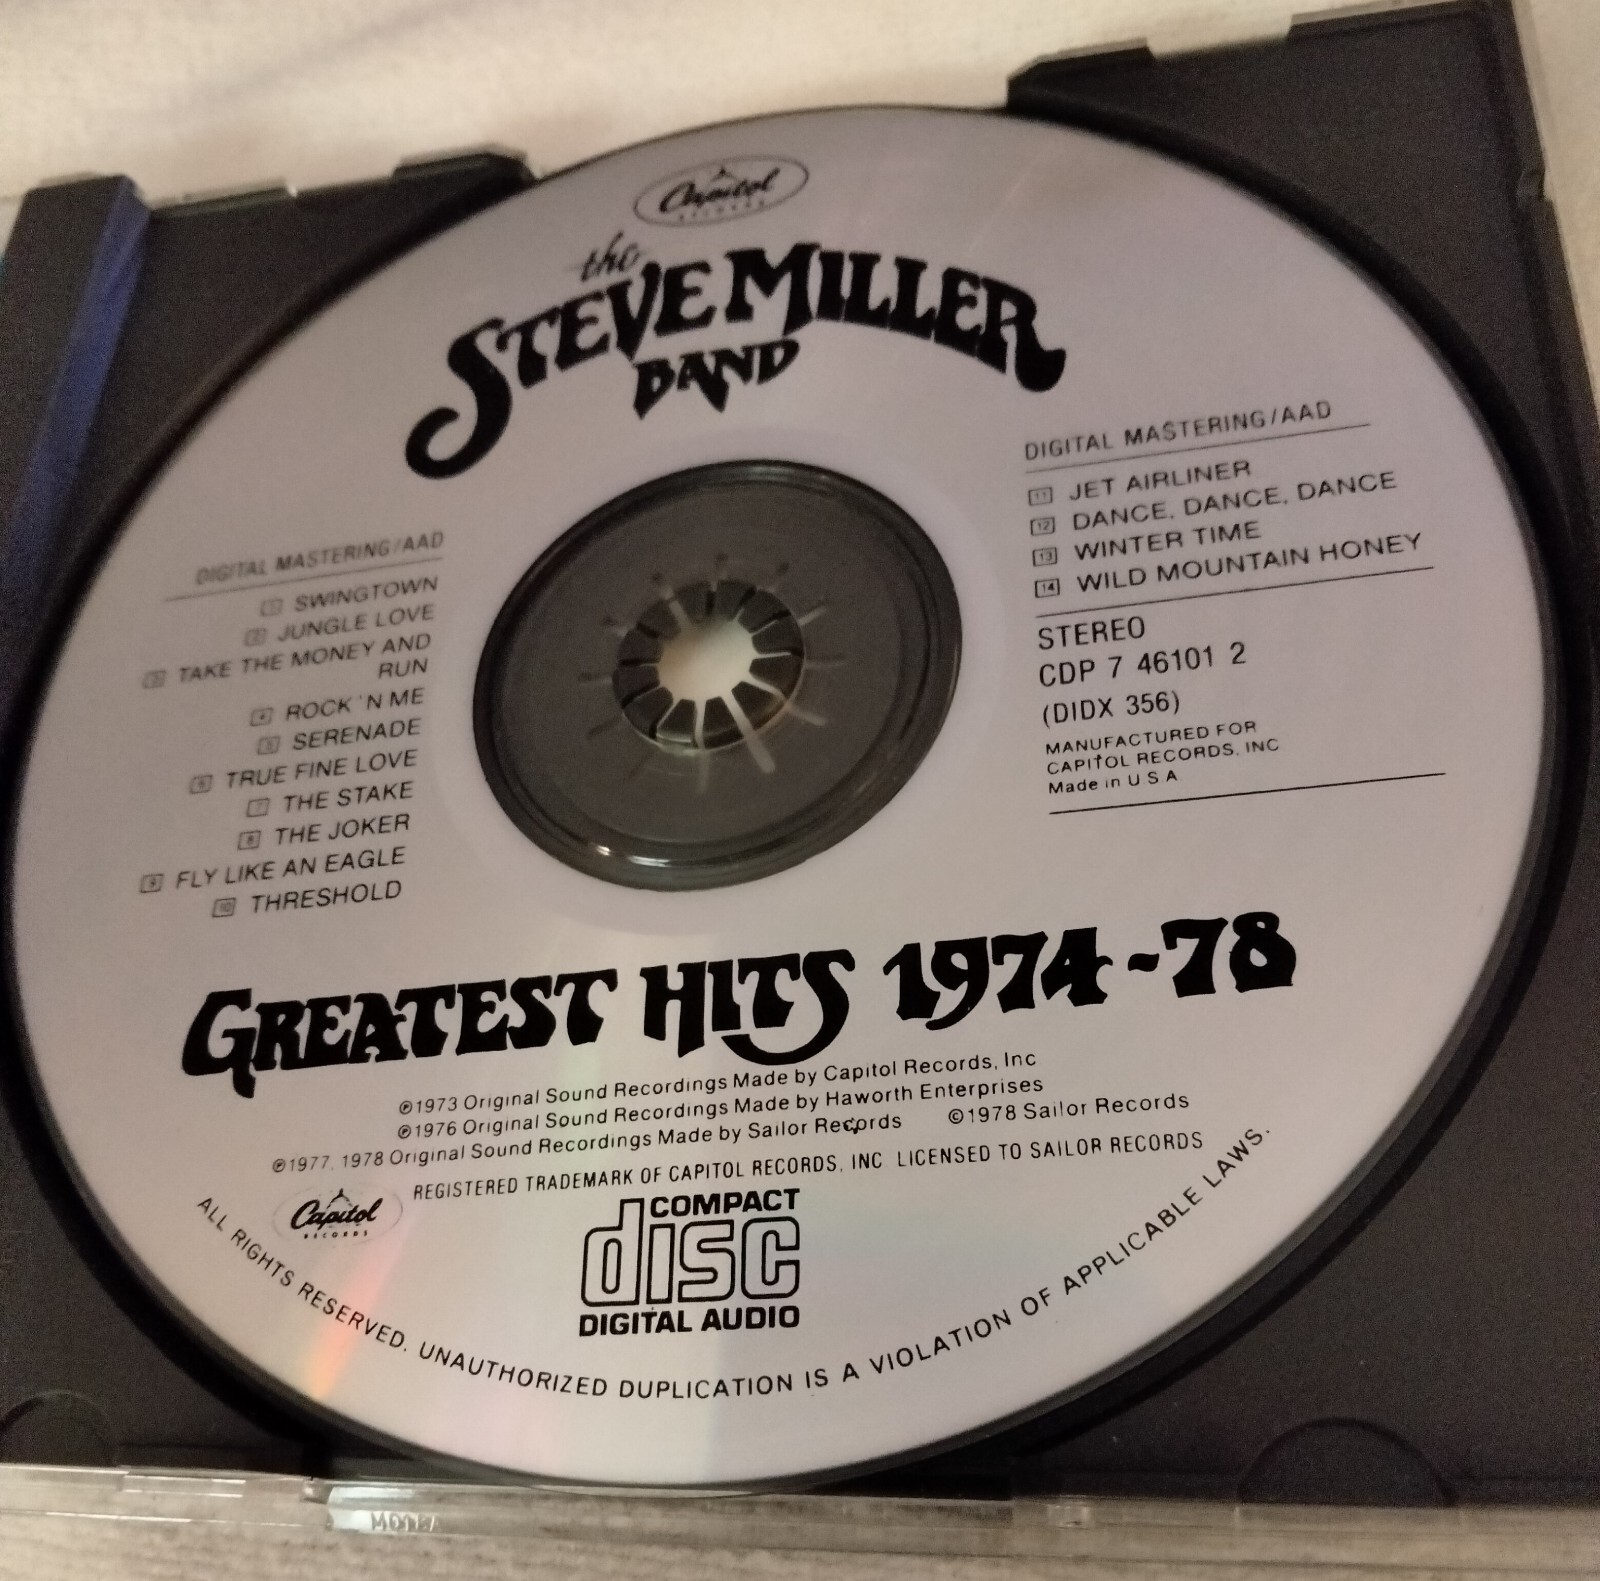 Capitol
RECORDS
the
STEVE MILLER
BAND
DIGITAL MASTERING/AAD
1 SWINGTOWN
2 JUNGLE LOVE
3 TAKE THE MONEY AND
RUN
4 ROCK 'N ME
5 SERENADE
6 TRUE FINE LOVE
7 THE STAKE
8 THE JOKER
9 FLY LIKE AN EAGLE
10 THRESHOLD
DIGITAL MASTERING/AAD
11 JET AIRLINER
12 DANCE, DANCE, DANCE
13 WINTER TIME
14 WILD MOUNTAIN HONEY
STEREO
CDP 7 46101 2
(DIDX 356)
MANUFACTURED FOR
CAPITOL RECORDS, INC
Made in U S A
GREATEST HITS 1974-78
℗1973 Original Sound Recordings Made by Capitol Records, Inc
℗1976 Original Sound Recordings Made by Haworth Enterprises
℗1977, 1978 Original Sound Recordings Made by Sailor Records ©1978 Sailor Records
REGISTERED TRADEMARK OF CAPITOL RECORDS, INC LICENSED TO SAILOR RECORDS
Capitol
RECORDS
COMPACT
disc
DIGITAL AUDIO
ALL RIGHTS RESERVED. UNAUTHORIZED DUPLICATION IS A VIOLATION OF APPLICABLE LAWS.